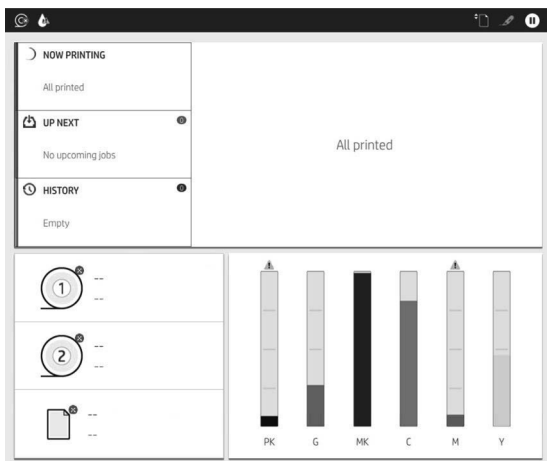 NOW PRINTING
All printed
UP NEXT
0
No upcoming jobs
HISTORY
0
Empty
All printed
1
--
--
2
--
--
--
--
PK G MK C M Y